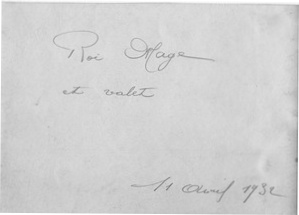 Roi Mage
et valet
11 avril 1932